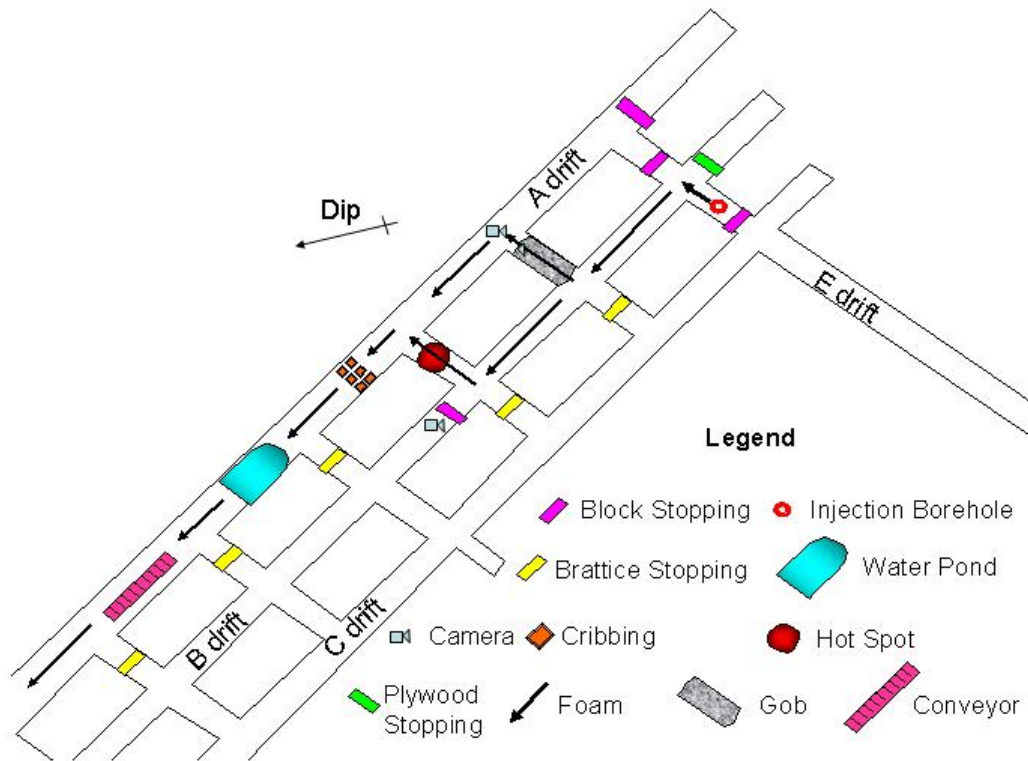 A drift
Dip
E drift
Legend
Block Stopping
Injection Borehole
Brattice Stopping
Water Pond
C drift
B drift
Camera
Cribbing
Hot Spot
Plywood
Stopping
Foam
Gob
Conveyor